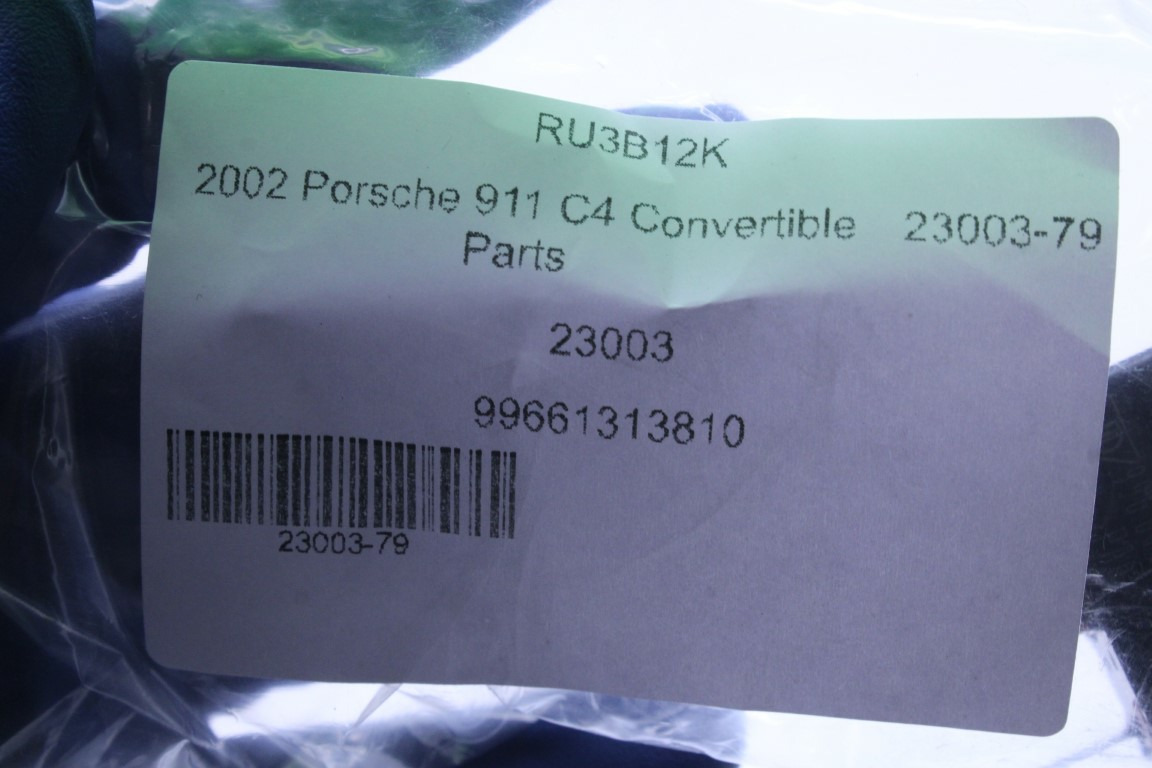 RU3B12K
2002 Porsche 911 C4 Convertible 23003-79
Parts
23003
99661313810
23003-79